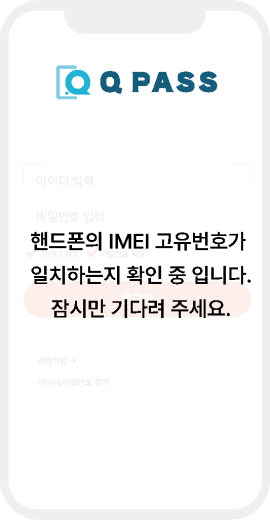 Q PASS
아이디 입력
비밀번호 입력
핸드폰의 IMEI 고유번호가
일치하는지 확인 중 입니다.
잠시만 기다려 주세요.
회원가입 →
아이디/비밀번호 찾기